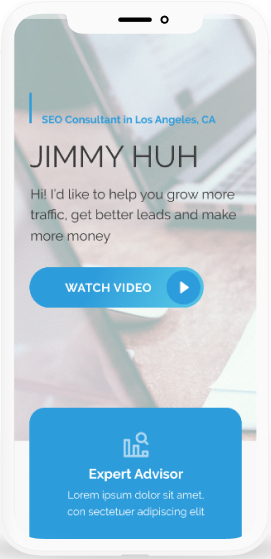 SEO Consultant in Los Angeles, CA
JIMMY HUH
Hi! I'd like to help you grow more
traffic, get better leads and make
more money
WATCH VIDEO
Expert Advisor
Lorem ipsum dolor sit amet,
con sectetuer adipiscing elit